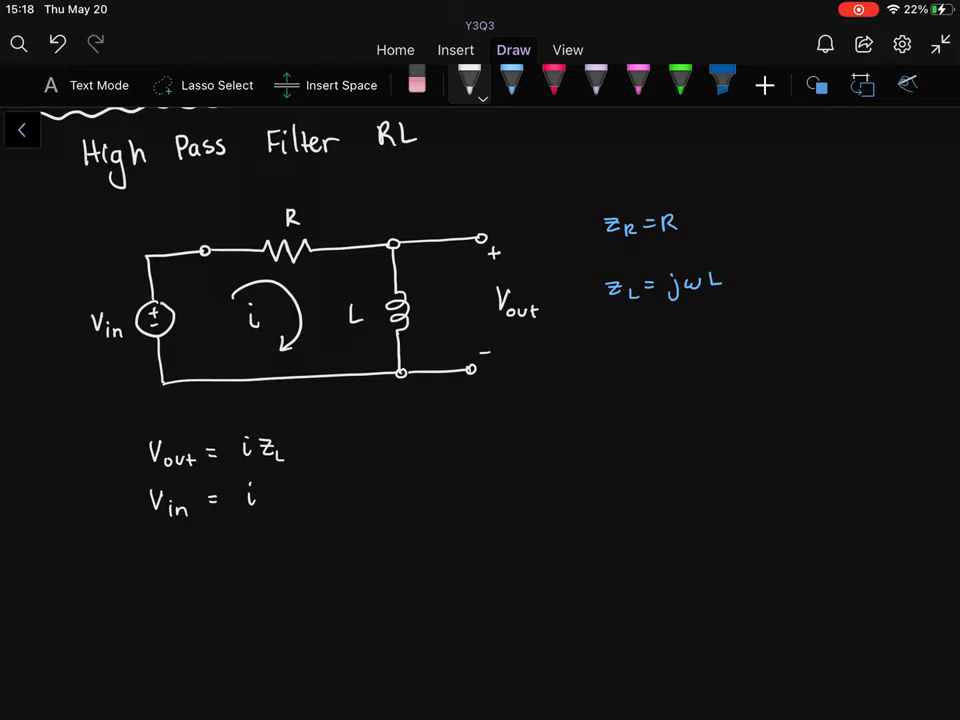 15:18 Thu May 20
22%
Y3Q3
Home Insert Draw View
A Text Mode Lasso Select Insert Space
High Pass Filter RL
R
+
Vin
+
-
i
L
Vout
-
zR = R
zL = jωL
Vout = i zL
Vin = i